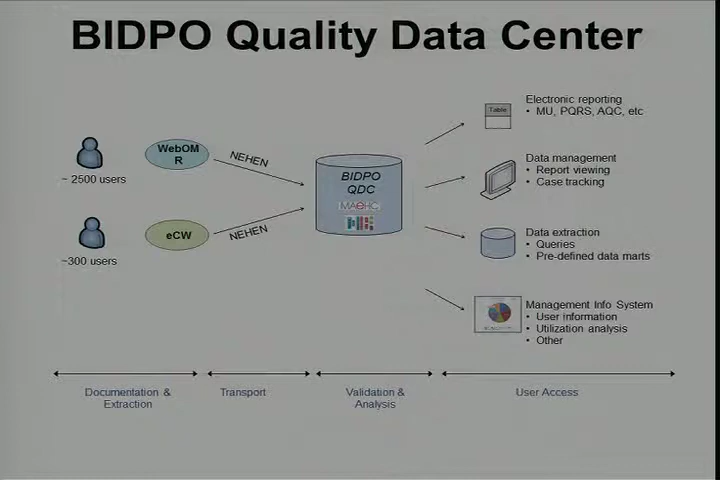 BIDPO Quality Data Center
Electronic reporting
• MU, PQRS, AQC, etc
Table
WebOM
R
NEHEN
~ 2500 users
BIDPO
QDC
MAeHC
Data management
• Report viewing
• Case tracking
eCW
NEHEN
~300 users
Data extraction
• Queries
• Pre-defined data marts
Management Info System
• User information
• Utilization analysis
• Other
Documentation &
Extraction
Transport
Validation &
Analysis
User Access